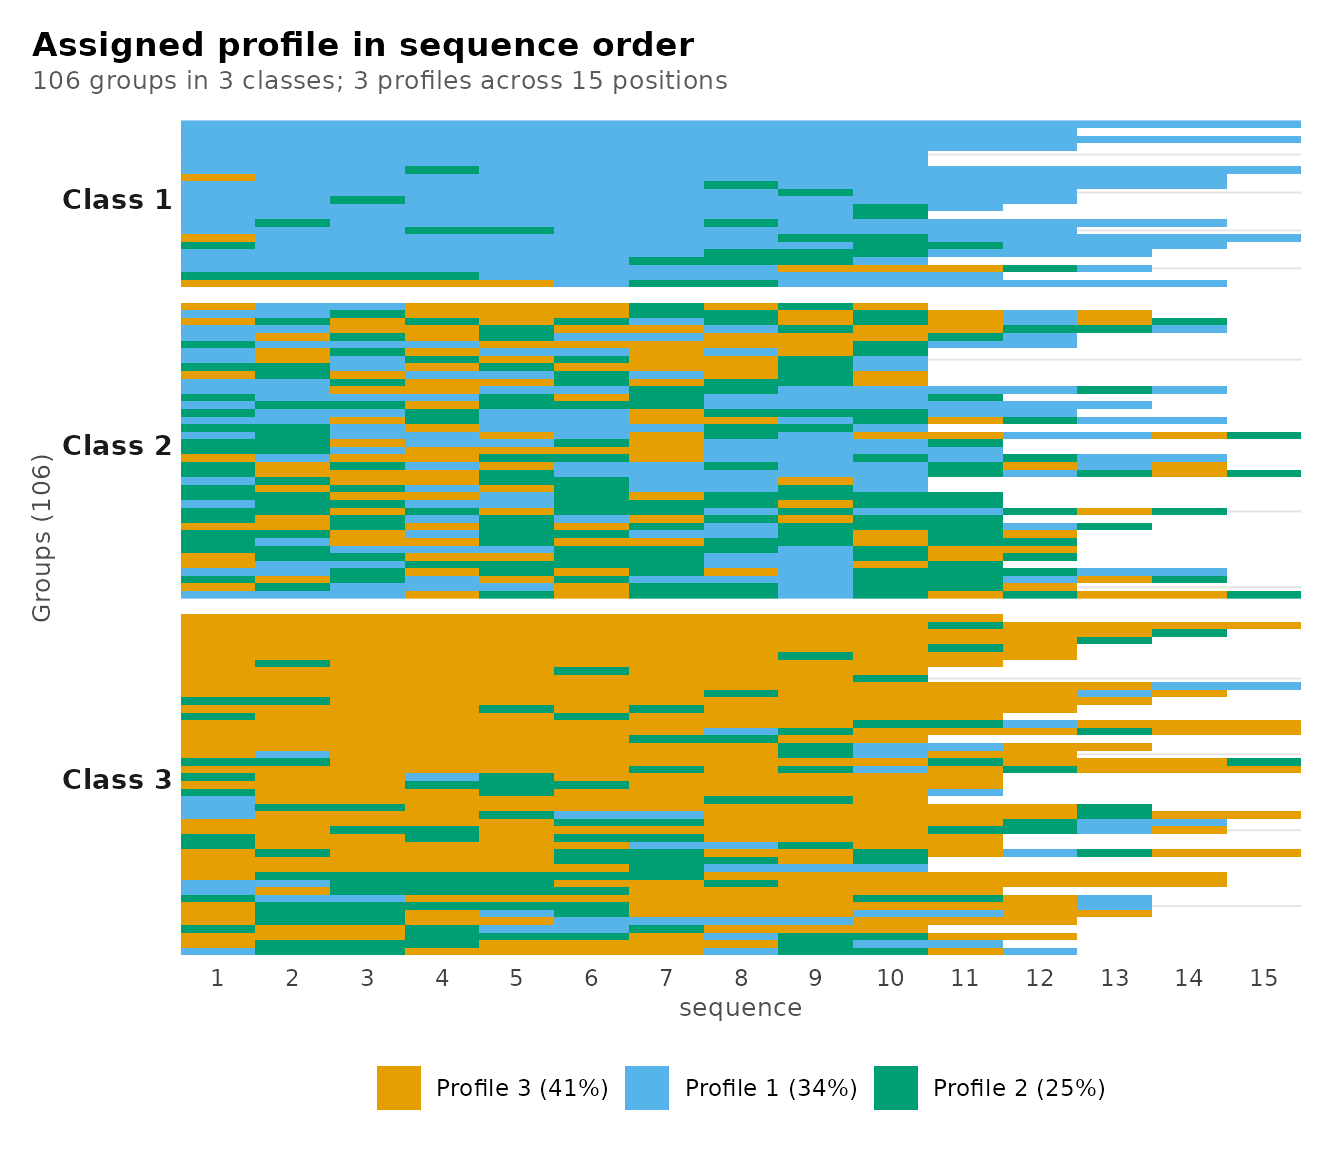 Assigned profile in sequence order
106 groups in 3 classes; 3 profiles across 15 positions
Class 1
Class 2
Class 3
Groups (106)
1 2 3 4 5 6 7 8 9 10 11 12 13 14 15
sequence
Profile 3 (41%) Profile 1 (34%) Profile 2 (25%)